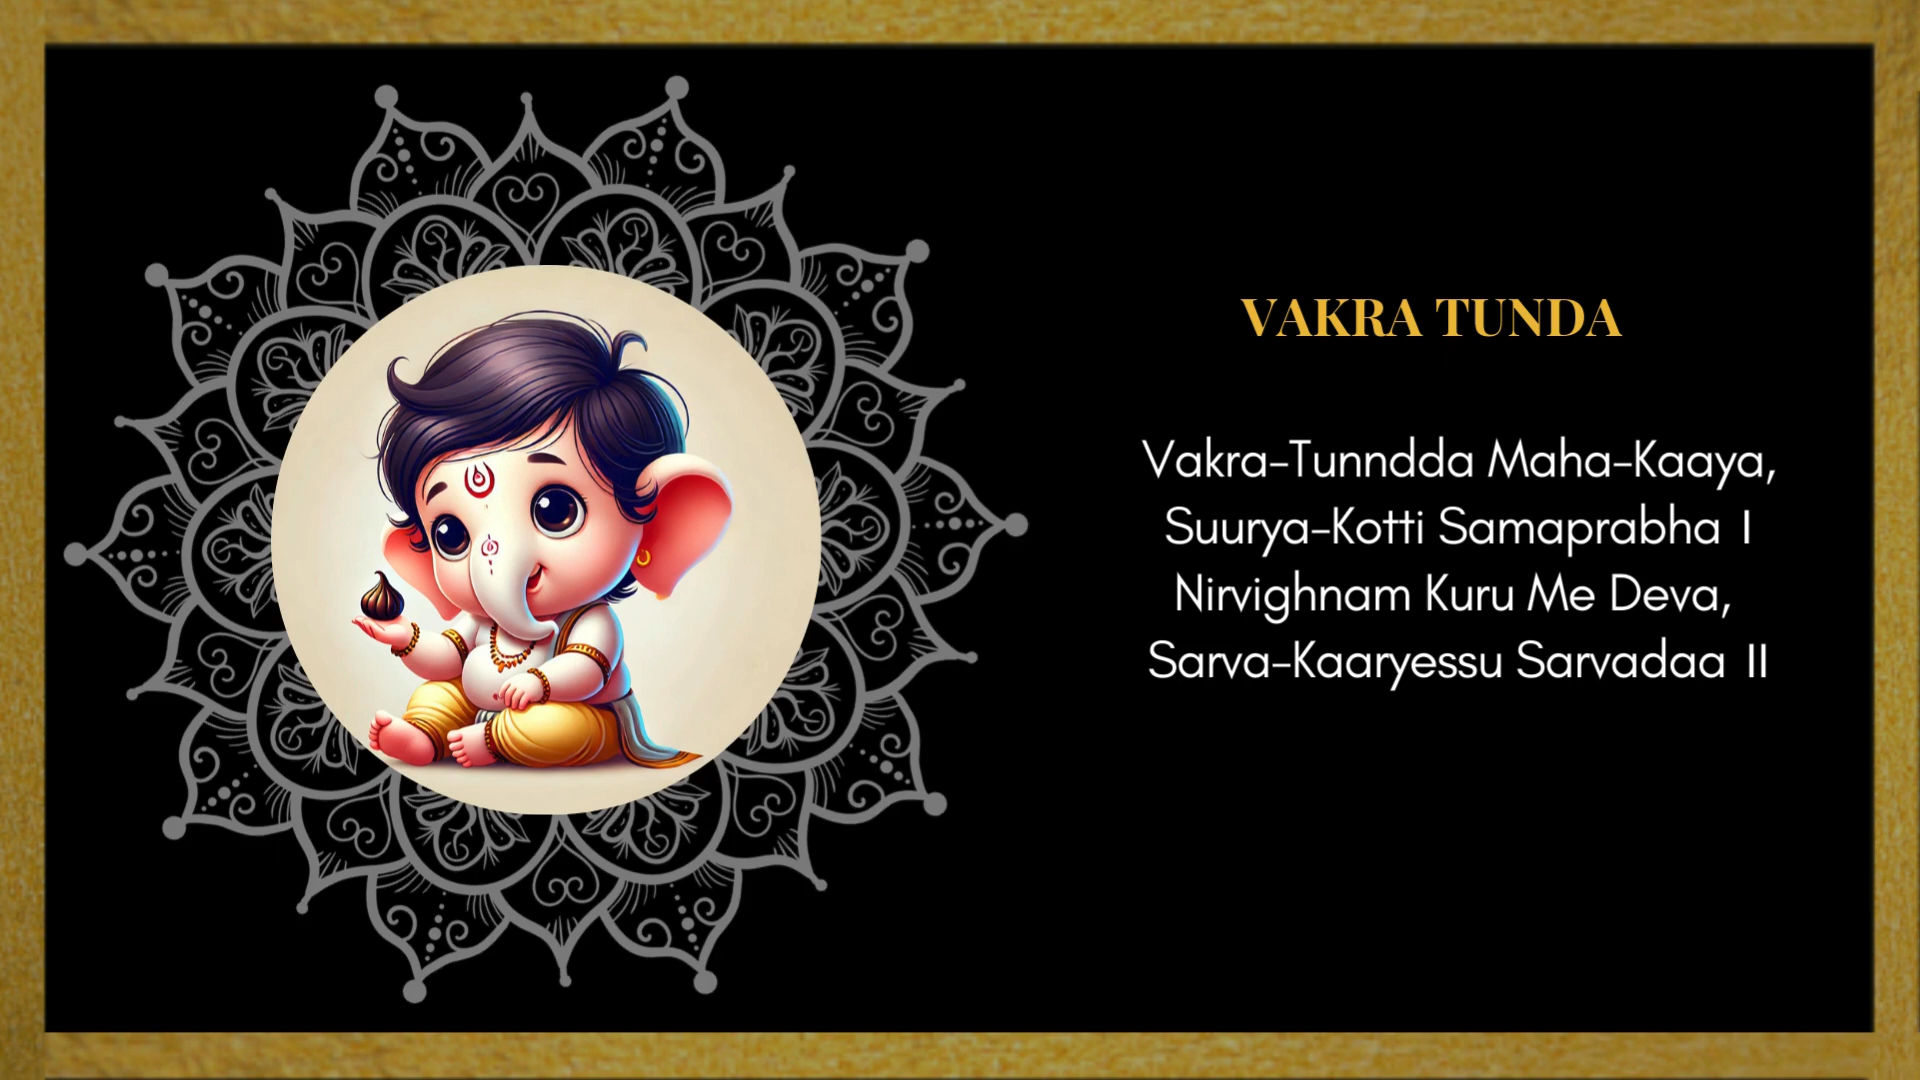 VAKRA TUNDA
Vakra-Tunndda Maha-Kaaya,
Suurya-Kotti Samaprabha I
Nirvighnam Kuru Me Deva,
Sarva-Kaaryessu Sarvadaa II